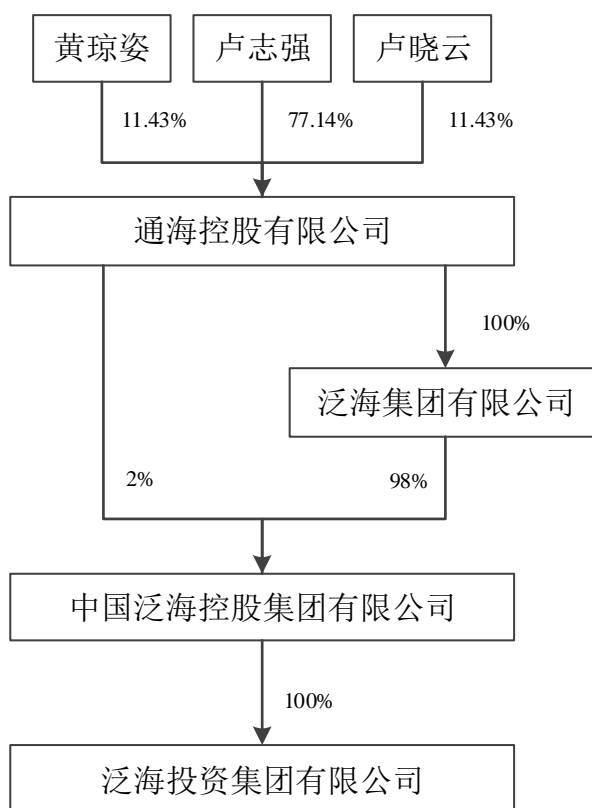 黄琼姿 卢志强 卢晓云
11.43% 77.14% 11.43%
通海控股有限公司
100%
泛海集团有限公司
2% 98%
中国泛海控股集团有限公司
100%
泛海投资集团有限公司